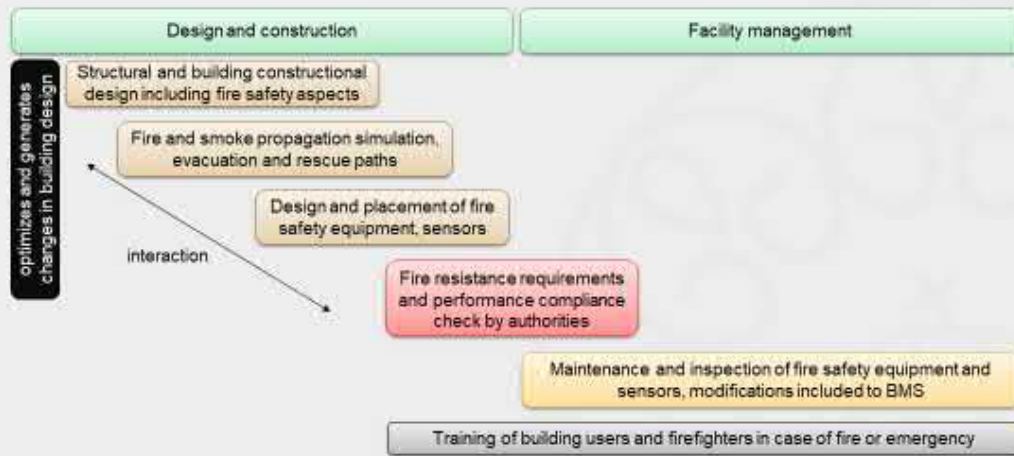 Design and construction
Facility management
optimizes and generates
changes in building design
Structural and building constructional
design including fire safety aspects
Fire and smoke propagation simulation,
evacuation and rescue paths
Design and placement of fire
safety equipment, sensors
interaction
Fire resistance requirements
and performance compliance
check by authorities
Maintenance and inspection of fire safety equipment and
sensors, modifications included to BMS
Training of building users and firefighters in case of fire or emergency